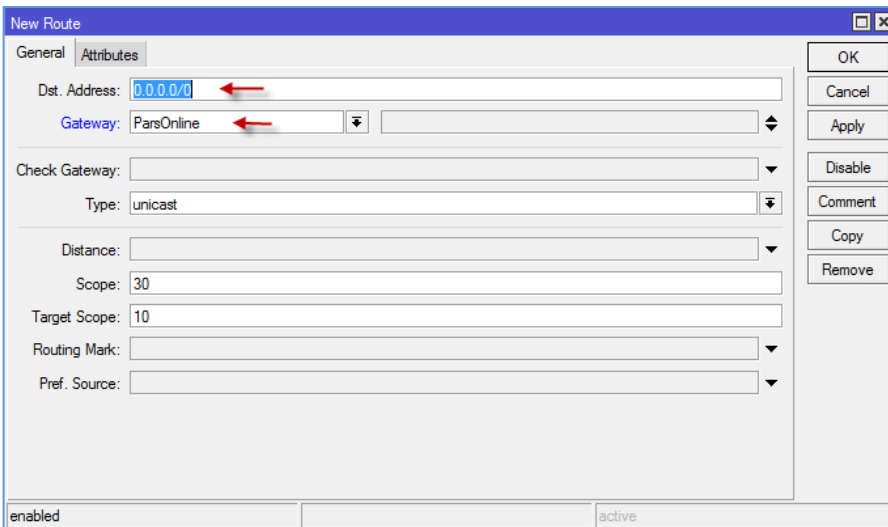 New Route
General Attributes
OK
Dst. Address: 0.0.0.0/0
Cancel
Gateway: ParsOnline
Apply
Check Gateway:
Disable
Type: unicast
Comment
Copy
Distance:
Remove
Scope: 30
Target Scope: 10
Routing Mark:
Pref. Source:
enabled active